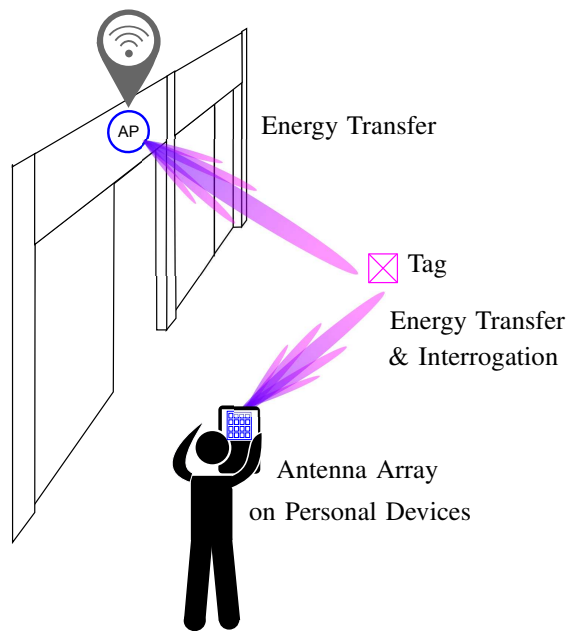 AP
Energy Transfer
Tag
Energy Transfer
& Interrogation
Antenna Array
on Personal Devices